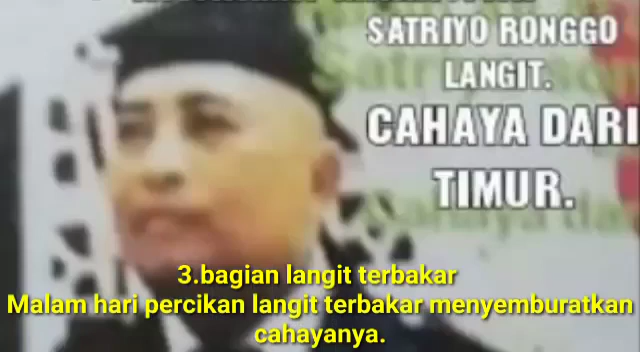 SATRIYO RONGGO
LANGIT.
CAHAYA DARI
TIMUR.
3.bagian langit terbakar
Malam hari percikan langit terbakar menyemburatkan
cahayanya.